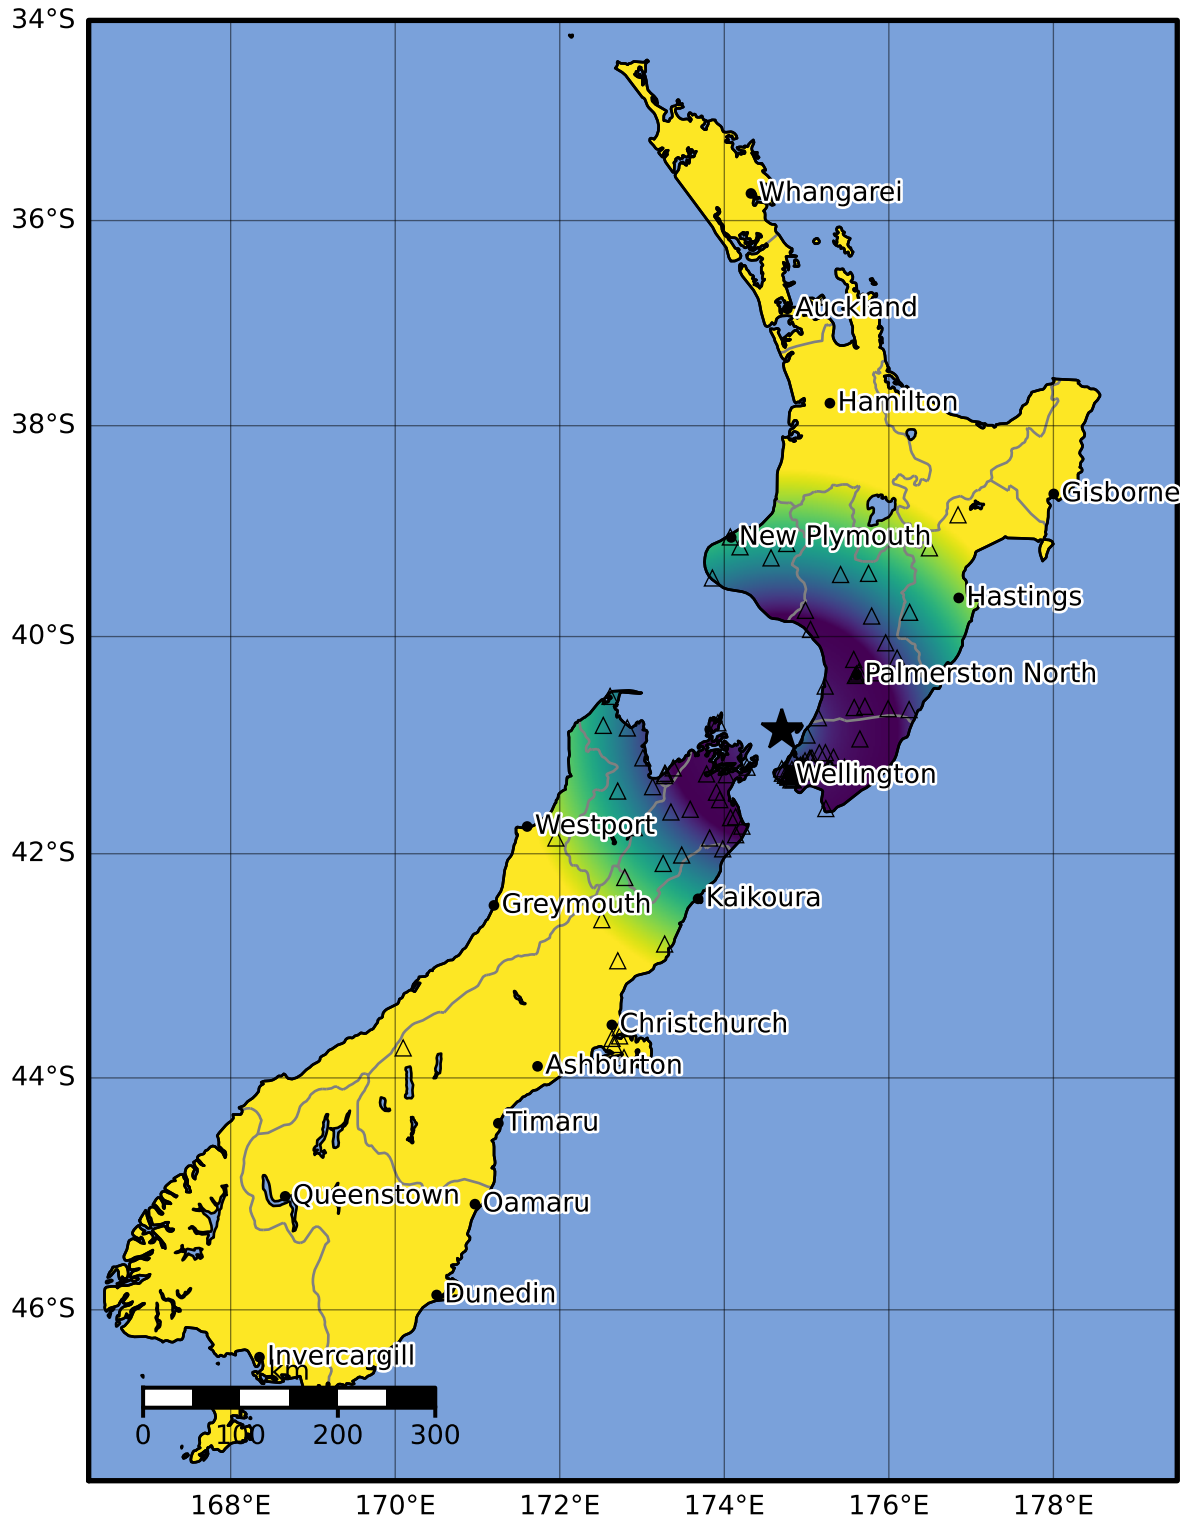 34°S
Whangarei
36°S
Auckland
Hamilton
38°S
Gisborne
New Plymouth
Hastings
40°S
Palmerston North
Wellington
Westport
42°S
Kaikoura
Greymouth
Christchurch
Ashburton
44°S
Timaru
Queenstown
Oamaru
Dunedin
46°S
Invercargill
km
0 100 200 300
168°E 170°E 172°E 174°E 176°E 178°E